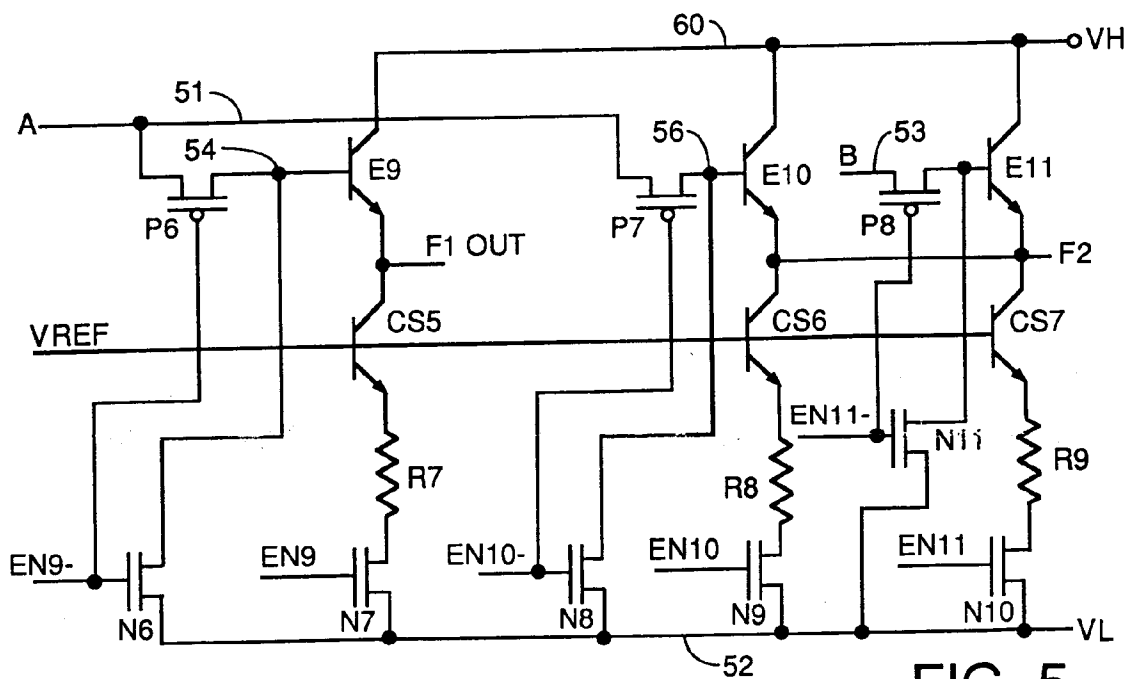 60
VH
51
A
54
56
B
53
E9
E10
E11
P6
P7
P8
F1 OUT
F2
VREF
CS5
CS6
CS7
EN11-
N11
R7
R8
R9
EN9-
EN9
EN10-
EN10
EN11
N6
N7
N8
N9
N10
VL
52
FIG. 5